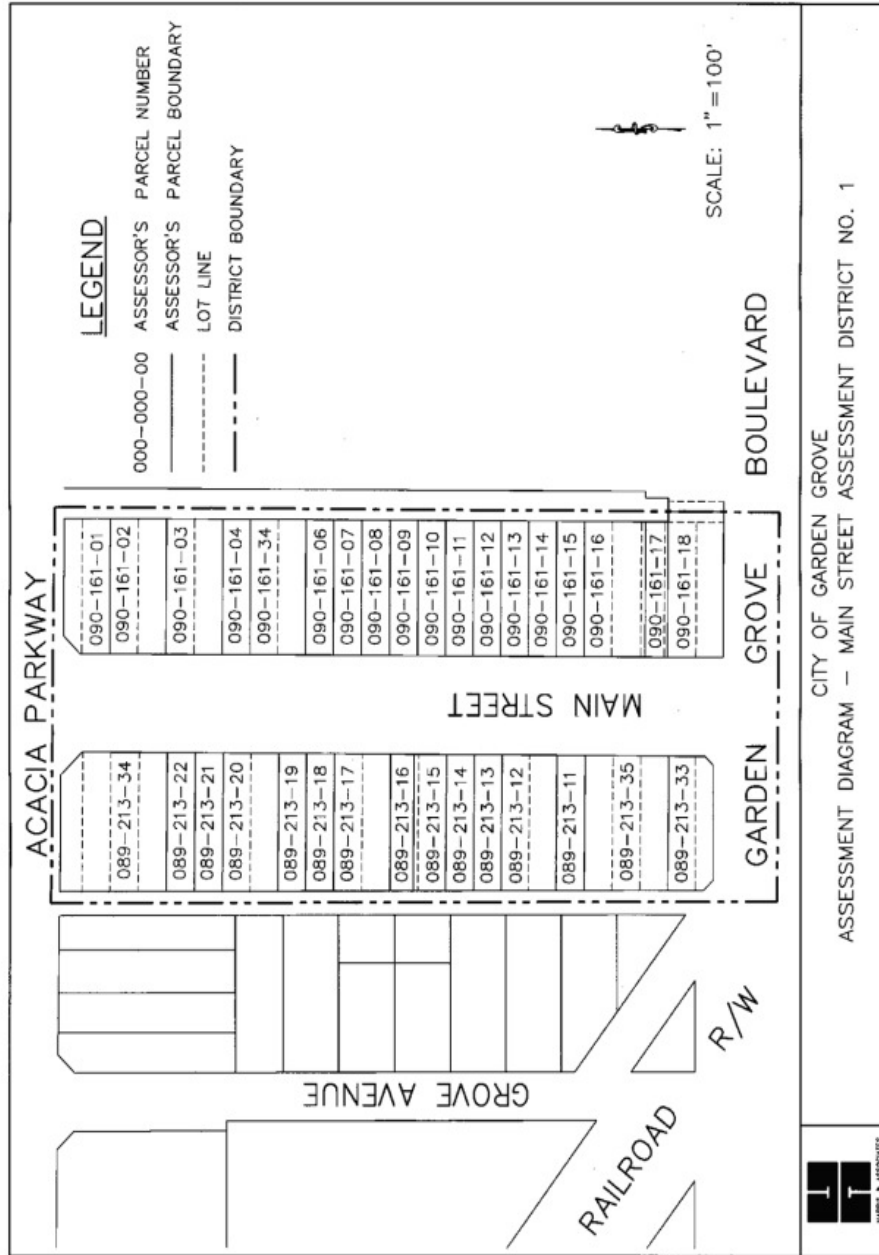 LEGEND
000-000-00 ASSESSOR'S PARCEL NUMBER
ASSESSOR'S PARCEL BOUNDARY
LOT LINE
DISTRICT BOUNDARY
SCALE: 1"=100'
ACACIA PARKWAY
090-161-01
090-161-02
090-161-03
090-161-04
090-161-34
090-161-06
090-161-07
090-161-08
090-161-09
090-161-10
090-161-11
090-161-12
090-161-13
090-161-14
090-161-15
090-161-16
090-161-17
090-161-18
MAIN STREET
089-213-34
089-213-22
089-213-21
089-213-20
089-213-19
089-213-18
089-213-17
089-213-16
089-213-15
089-213-14
089-213-13
089-213-12
089-213-11
089-213-35
089-213-33
GARDEN GROVE BOULEVARD
GROVE AVENUE
RAILROAD R/W
CITY OF GARDEN GROVE
ASSESSMENT DIAGRAM - MAIN STREET ASSESSMENT DISTRICT NO. 1
HARRIS & ASSOCIATES